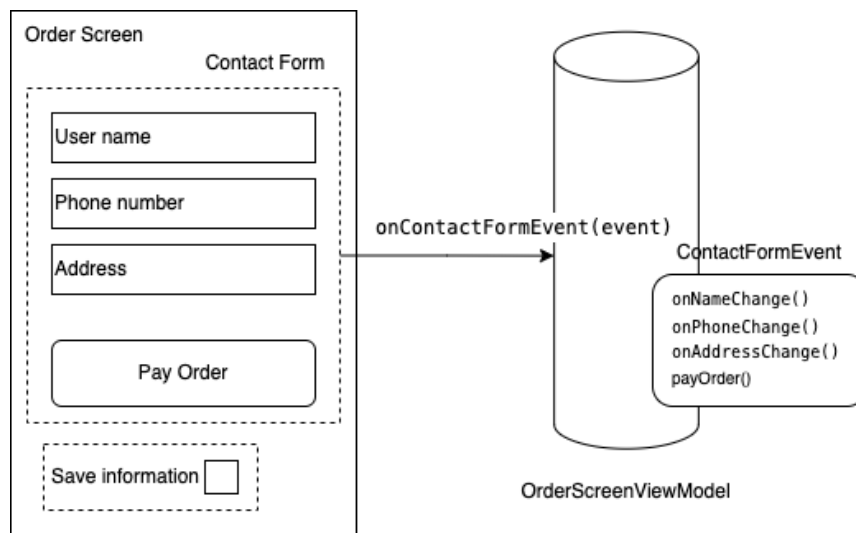 Order Screen
Contact Form
User name
Phone number
Address
Pay Order
Save information
onContactFormEvent(event)
ContactFormEvent
onNameChange()
onPhoneChange()
onAddressChange()
payOrder()
OrderScreenViewModel